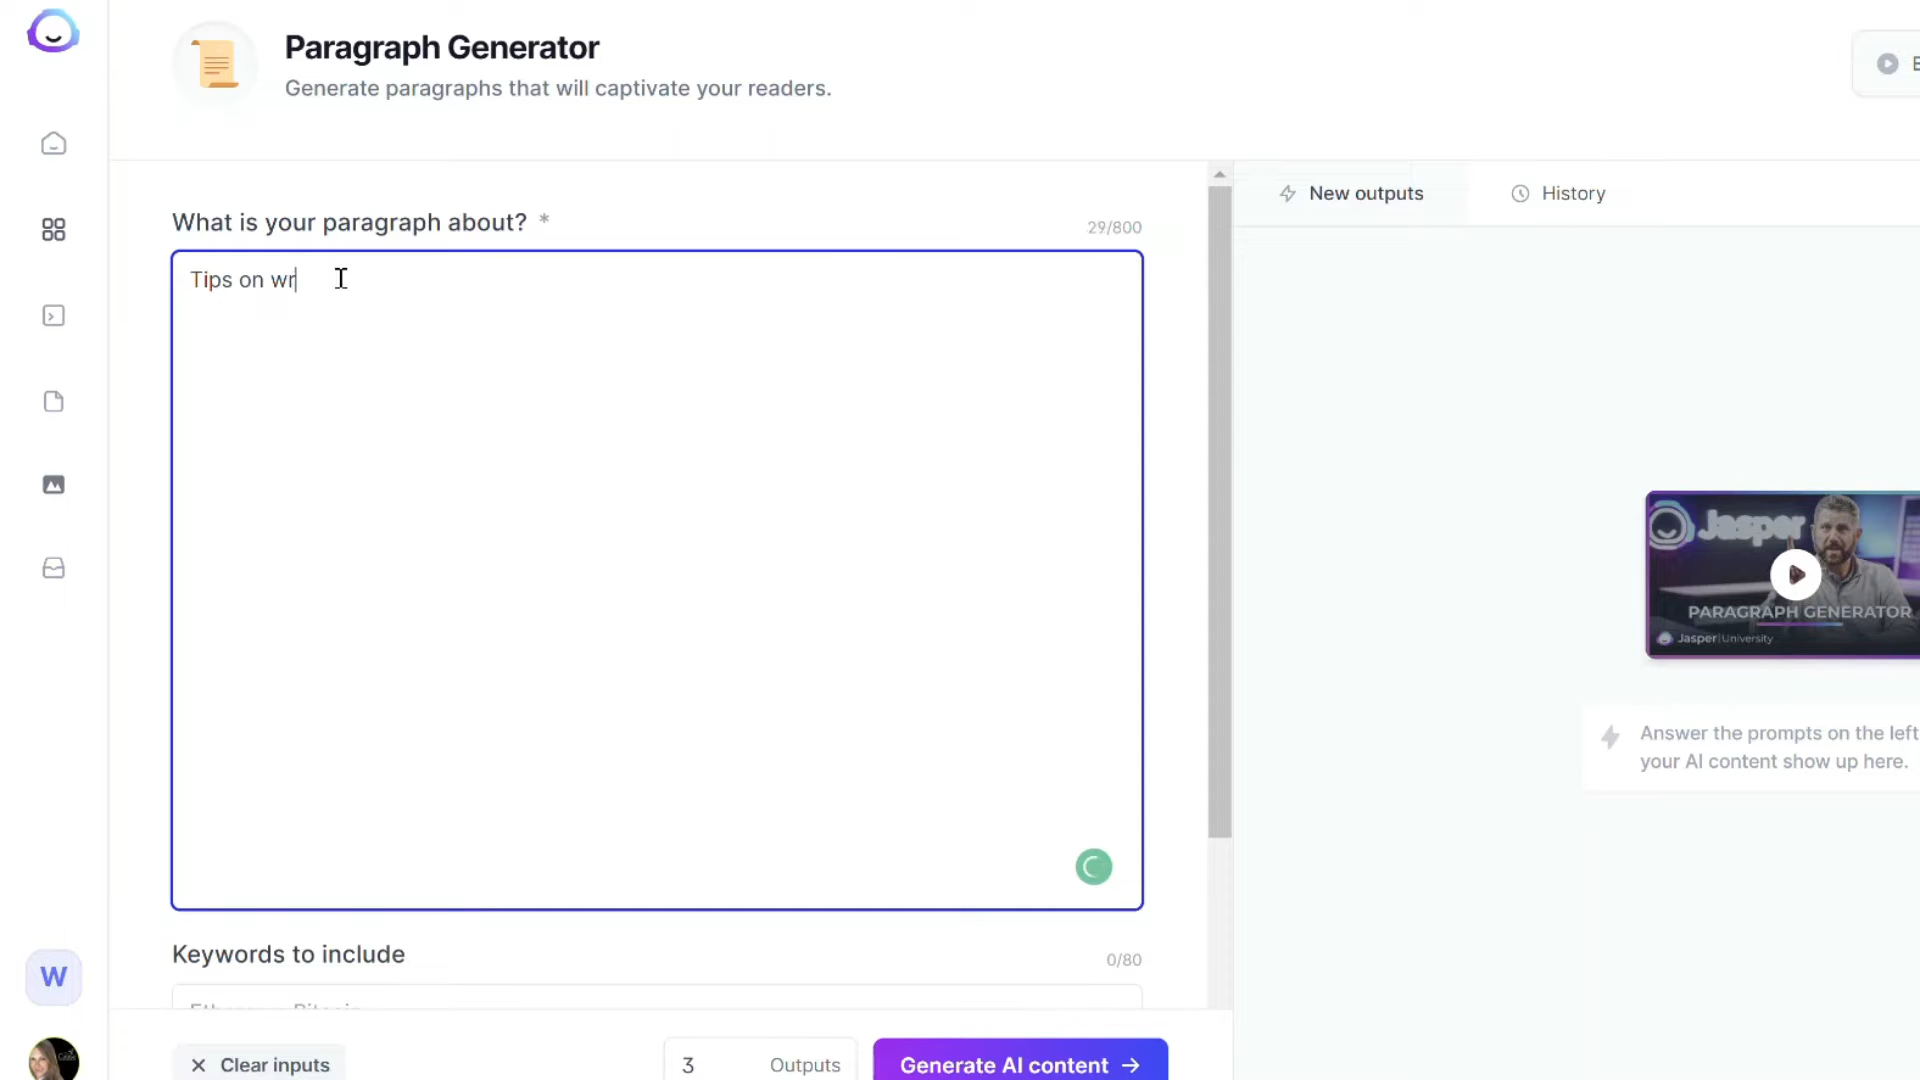 Paragraph Generator
Generate paragraphs that will captivate your readers.
What is your paragraph about? *
29/800
Tips on wr
New outputs
History
Jasper
PARAGRAPH GENERATOR
Jasper|University
Answer the prompts on the left
your AI content show up here.
Keywords to include
0/80
W
Clear inputs
3
Outputs
Generate AI content →